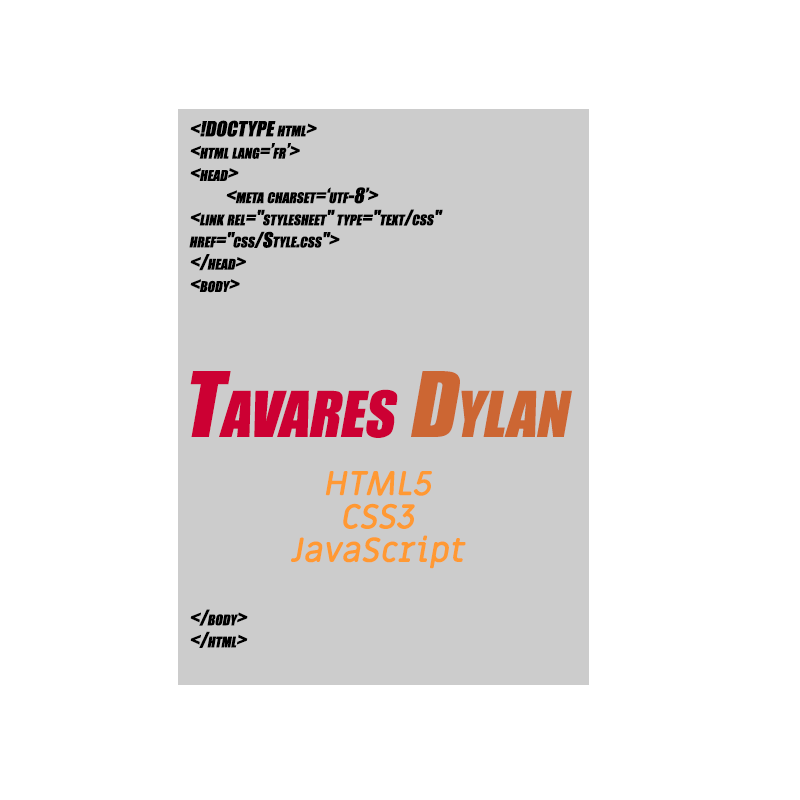 <!DOCTYPE HTML>
<HTML LANG='FR'>
<HEAD>
<META CHARSET=‘UTF-8’>
<LINK REL="STYLESHEET" TYPE="TEXT/CSS"
HREF="CSS/STYLE.CSS">
</HEAD>
<BODY>
TAVARES DYLAN
HTML5
CSS3
JavaScript
</BODY>
</HTML>